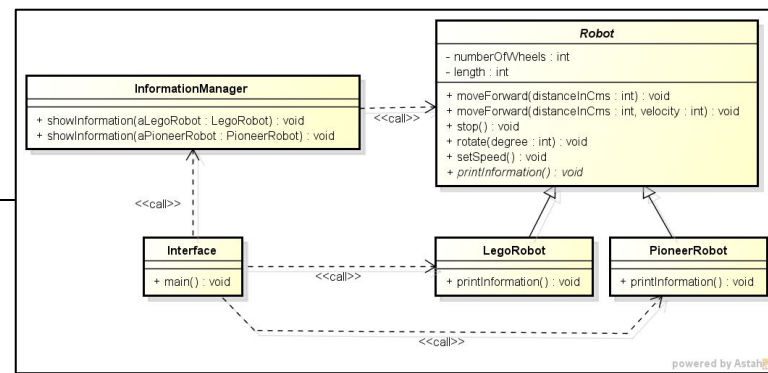 Robot
- numberOfWheels : int
- length : int
+ moveForward(distanceInCms : int) : void
+ moveForward(distanceInCms : int, velocity : int) : void
+ stop() : void
+ rotate(degree : int) : void
+ setSpeed() : void
+ printInformation() : void
InformationManager
+ showInformation(aLegoRobot : LegoRobot) : void
+ showInformation(aPioneerRobot : PioneerRobot) : void
<<call>>
<<call>>
Interface
+ main() : void
<<call>>
LegoRobot
+ printInformation() : void
PioneerRobot
+ printInformation() : void
<<call>>
powered by Astah